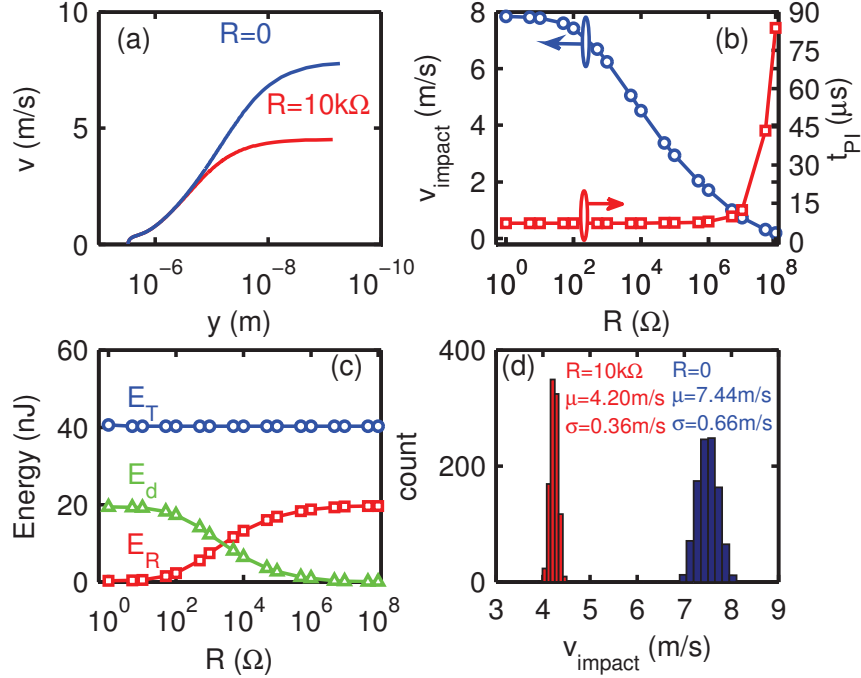 (a)
R=0
R=10kΩ
v (m/s)
10
5
0
10⁻⁶
10⁻⁸
10⁻¹⁰
y (m)
(b)
v_impact (m/s)
8
6
4
2
0
t_PI (μs)
90
75
60
45
30
15
0
10⁰
10²
10⁴
10⁶
10⁸
R (Ω)
(c)
Energy (nJ)
60
40
20
0
E_T
E_d
E_R
10⁰
10²
10⁴
10⁶
10⁸
R (Ω)
(d)
count
400
200
0
R=10kΩ
μ=4.20m/s
σ=0.36m/s
R=0
μ=7.44m/s
σ=0.66m/s
3
4
5
6
7
8
9
v_impact (m/s)